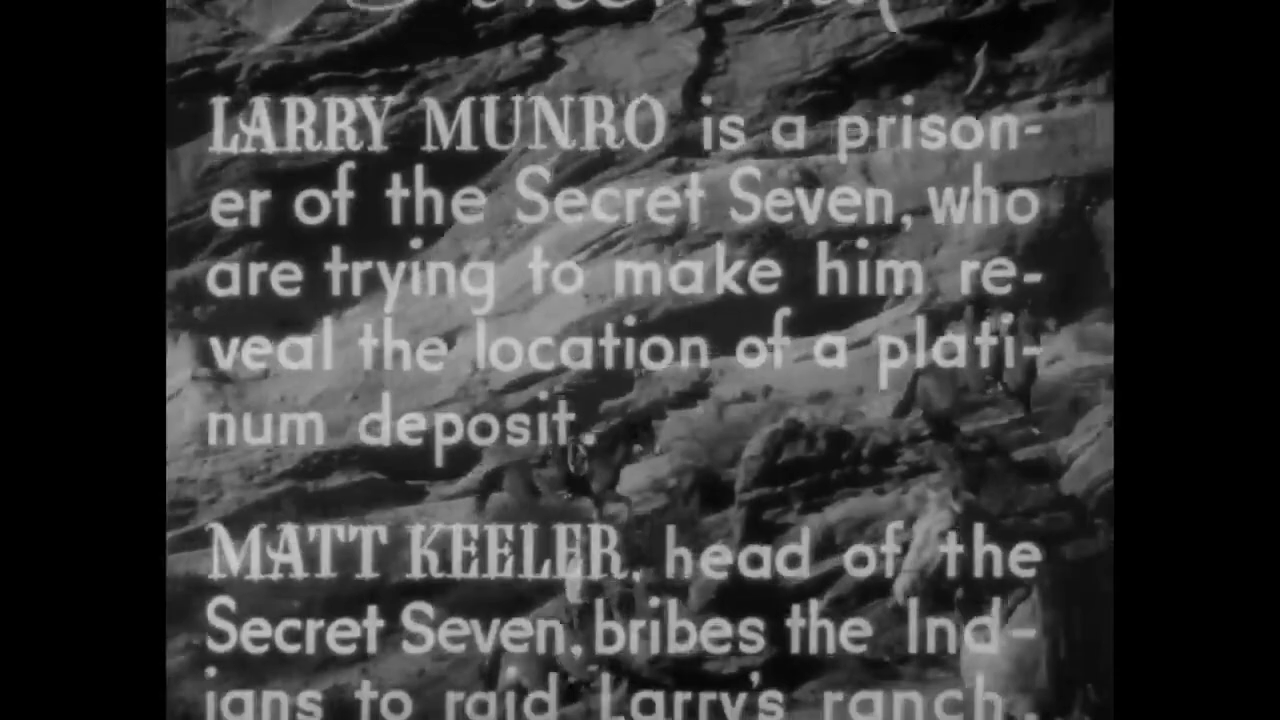 LARRY MUNRO is a prison-
er of the Secret Seven, who
are trying to make him re-
veal the location of a plati-
num deposit.
MATT KEELER, head of the
Secret Seven, bribes the Ind-
ians to raid Larry's ranch.